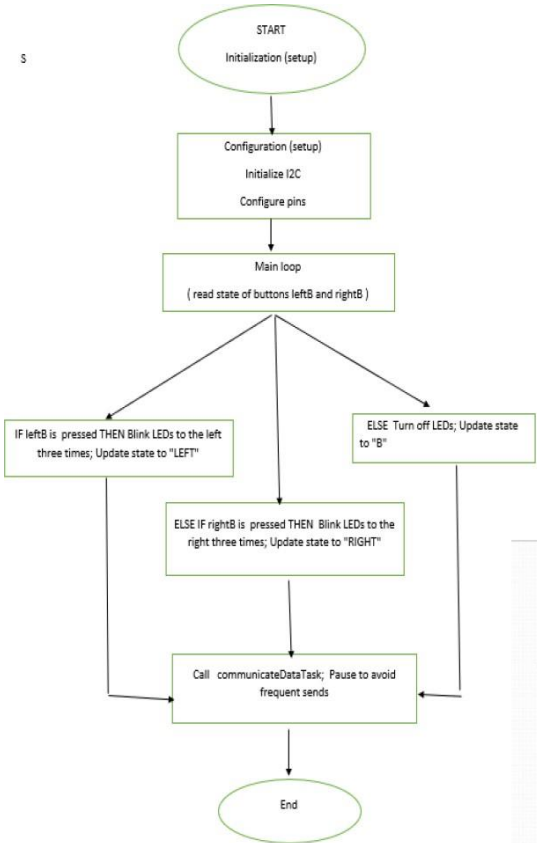 START
Initialization (setup)
S
Configuration (setup)
Initialize I2C
Configure pins
Main loop
( read state of buttons leftB and rightB )
IF leftB is pressed THEN Blink LEDs to the left
three times; Update state to "LEFT"
ELSE Turn off LEDs; Update state
to "B"
ELSE IF rightB is pressed THEN Blink LEDs to the
right three times; Update state to "RIGHT"
Call communicateDataTask; Pause to avoid
frequent sends
End